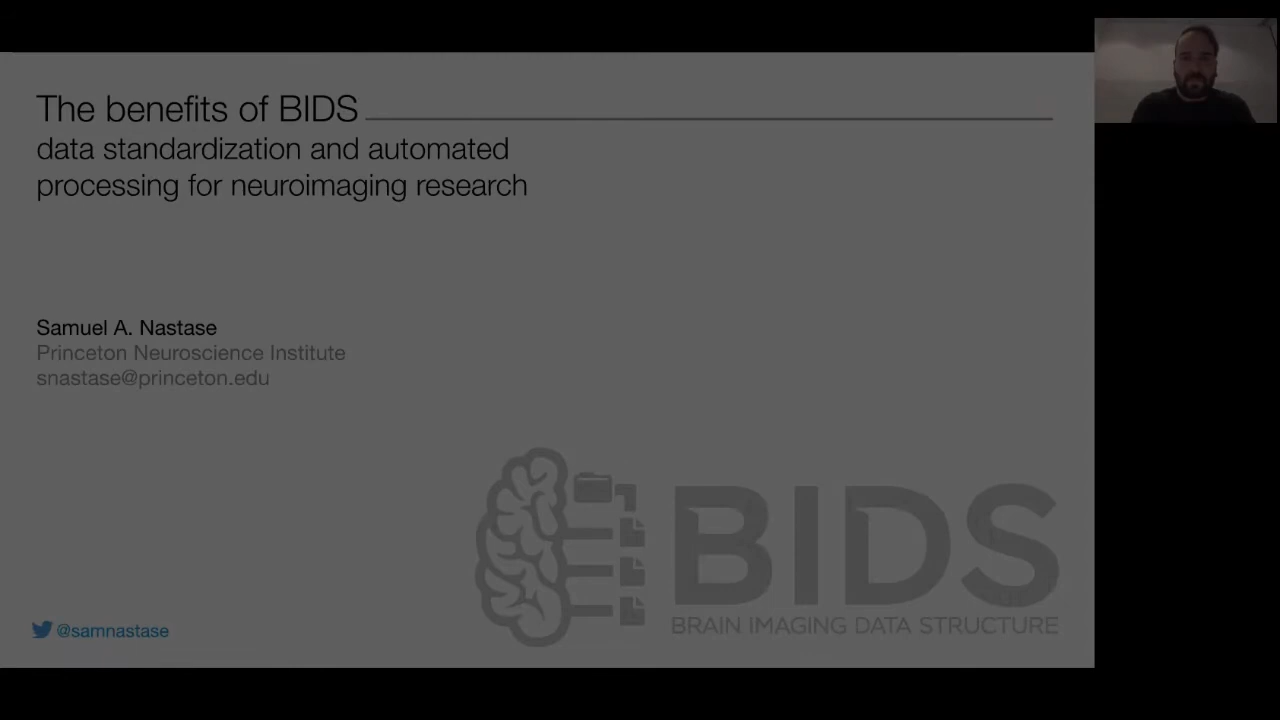 The benefits of BIDS
data standardization and automated
processing for neuroimaging research
Samuel A. Nastase
Princeton Neuroscience Institute
snastase@princeton.edu
BIDS
BRAIN IMAGING DATA STRUCTURE
@samnastase